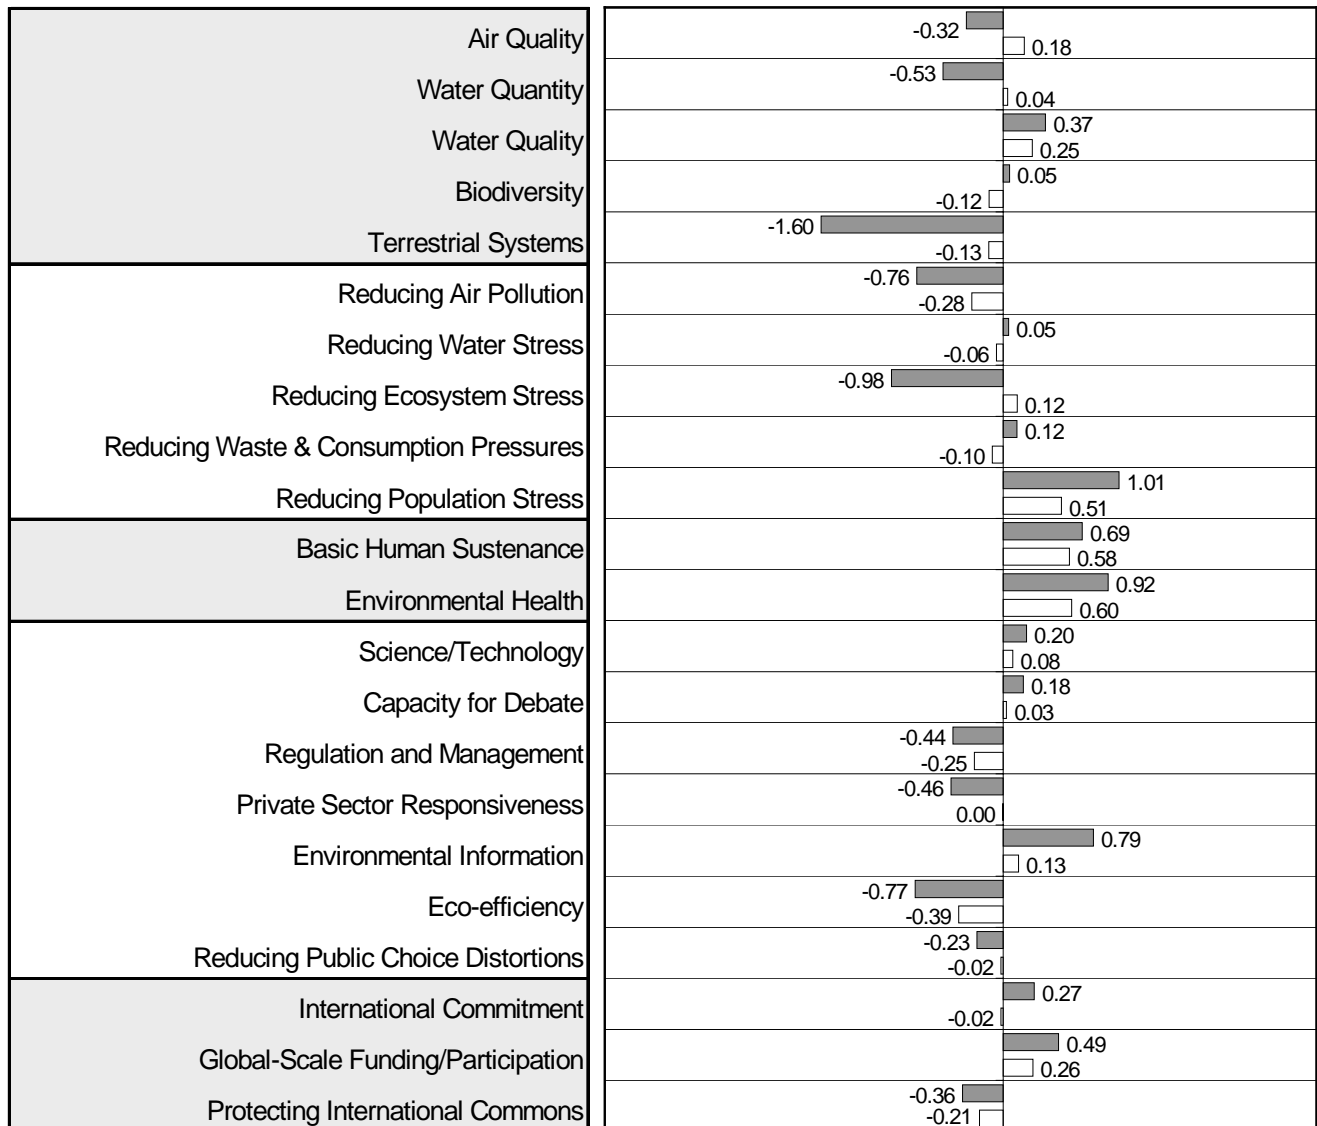 Air Quality
-0.32
0.18
Water Quantity
-0.53
0.04
Water Quality
0.37
0.25
Biodiversity
0.05
-0.12
Terrestrial Systems
-1.60
-0.13
Reducing Air Pollution
-0.76
-0.28
Reducing Water Stress
0.05
-0.06
Reducing Ecosystem Stress
-0.98
0.12
Reducing Waste & Consumption Pressures
0.12
-0.10
Reducing Population Stress
1.01
0.51
Basic Human Sustenance
0.69
0.58
Environmental Health
0.92
0.60
Science/Technology
0.20
0.08
Capacity for Debate
0.18
0.03
Regulation and Management
-0.44
-0.25
Private Sector Responsiveness
-0.46
0.00
Environmental Information
0.79
0.13
Eco-efficiency
-0.77
-0.39
Reducing Public Choice Distortions
-0.23
-0.02
International Commitment
0.27
-0.02
Global-Scale Funding/Participation
0.49
0.26
Protecting International Commons
-0.36
-0.21